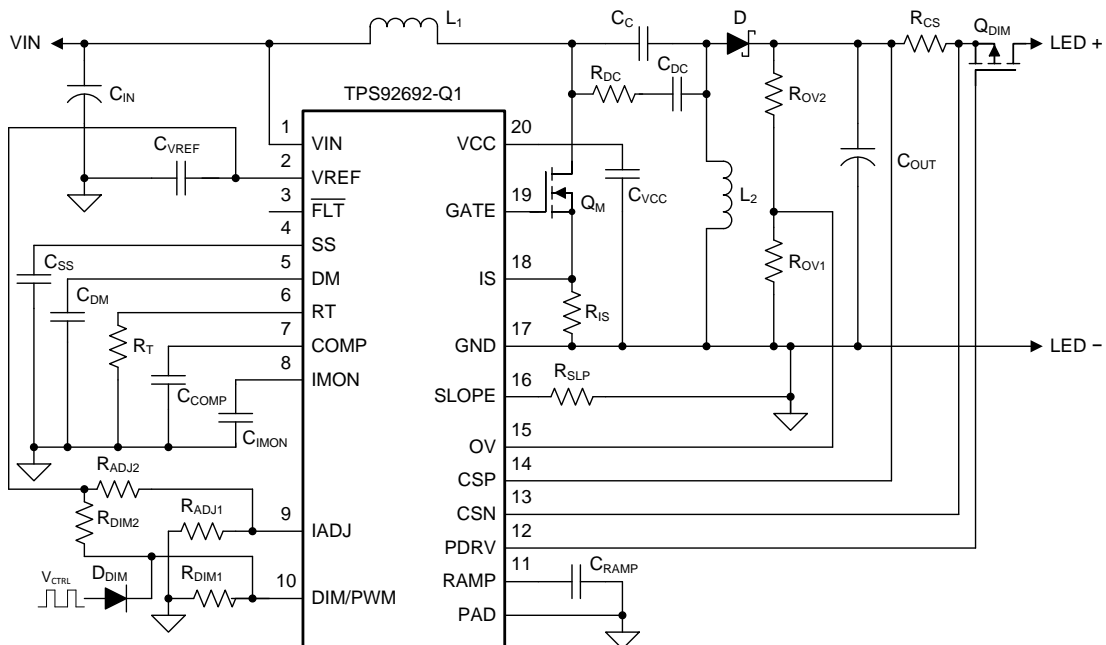 L1
CC
D
RCS
QDIM
VIN
LED +
CDC
RDC
CIN
TPS92692-Q1
ROV2
1
VIN
20
VCC
CVREF
2
VREF
COUT
3
FLT
19
GATE
QM
CVCC
L2
4
SS
CSS
5
DM
18
IS
ROV1
CDM
6
RT
RIS
RT
7
COMP
17
GND
LED −
8
IMON
CCOMP
16
SLOPE
RSLP
CIMON
15
OV
RADJ2
14
CSP
RADJ1
9
IADJ
13
CSN
RDIM2
12
PDRV
VCTRL
DDIM
RDIM1
10
DIM/PWM
11
RAMP
CRAMP
PAD